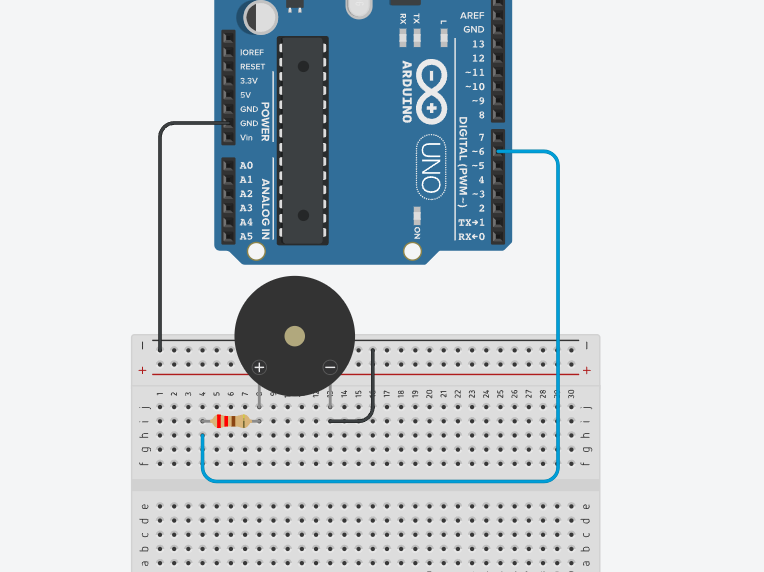 RX
TX
L
AREF
GND
13
12
~11
~10
~9
8
IOREF
RESET
3.3V
5V
GND
GND
Vin
POWER
ARDUINO
UNO
DIGITAL (PWM~)
7
~6
~5
4
~3
2
TX→1
RX←0
A0
A1
A2
A3
A4
A5
ANALOG IN
ON
+ −
− −
+ +
1 2 3 4 5 6 7 8 9 12 13 14 15 16 17 18 19 20 21 22 23 24 25 26 27 28 29 30
j j
i i
h h
g g
f f
e e
d d
c c
b b
a a